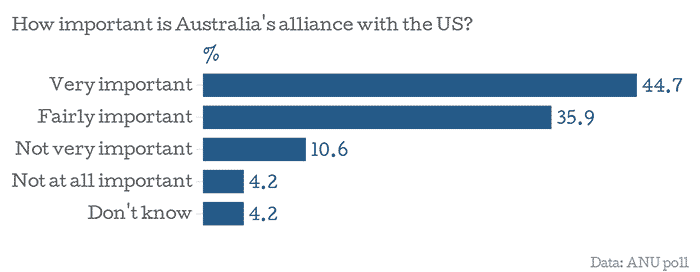 How important is Australia's alliance with the US?
%
Very important 44.7
Fairly important 35.9
Not very important 10.6
Not at all important 4.2
Don't know 4.2
Data: ANU poll